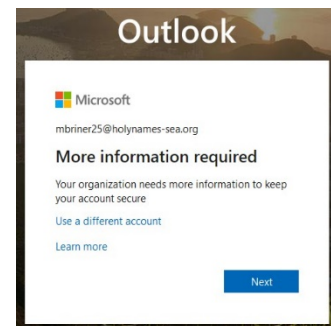 Outlook
Microsoft
mbriner25@holynames-sea.org
More information required
Your organization needs more information to keep
your account secure
Use a different account
Learn more
Next